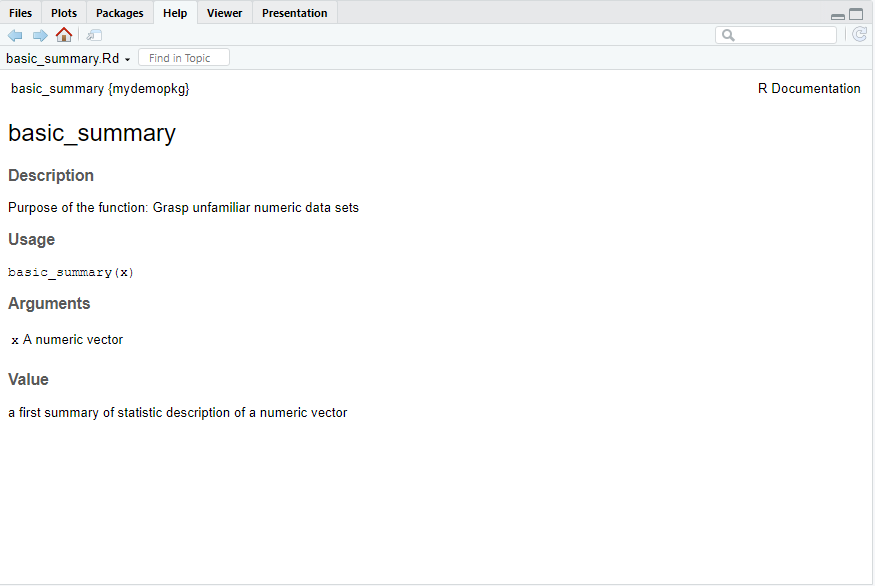 Files Plots Packages Help Viewer Presentation
basic_summary.Rd Find in Topic
basic_summary {mydemopkg} R Documentation
basic_summary
Description
Purpose of the function: Grasp unfamiliar numeric data sets
Usage
basic_summary(x)
Arguments
x A numeric vector
Value
a first summary of statistic description of a numeric vector